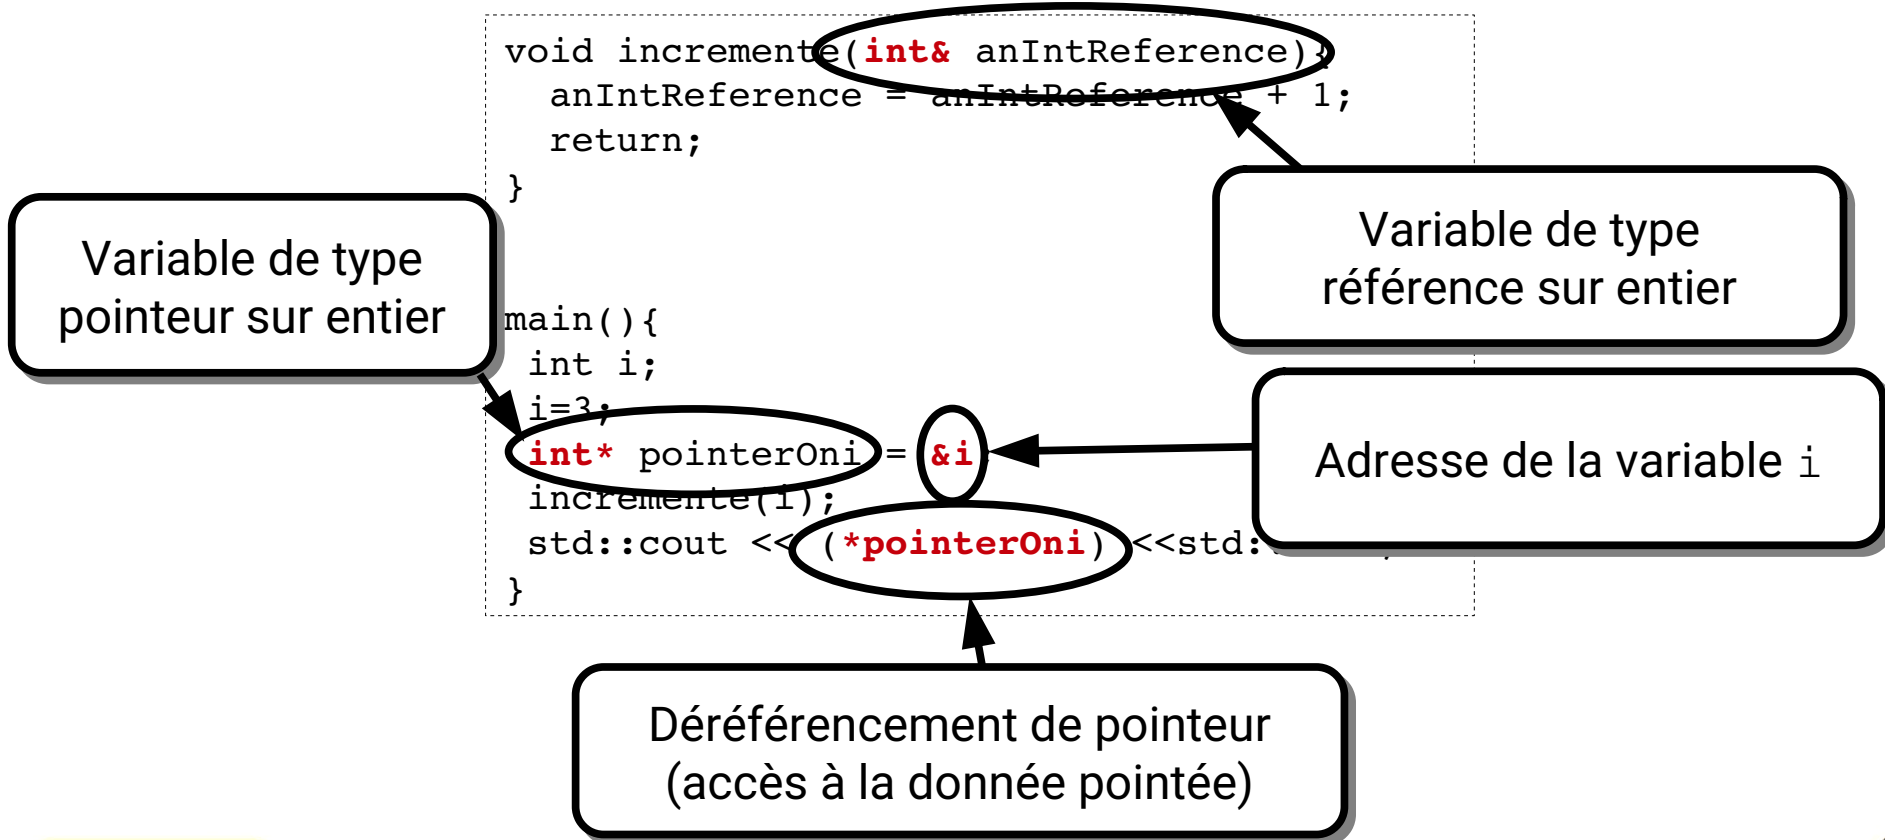 void incremente(int& anIntReference){
anIntReference = anIntReference + 1;
return;
}
Variable de type
référence sur entier
Variable de type
pointeur sur entier
main(){
int i;
i=3;
int* pointerOni = &i
Adresse de la variable i
incremente(i);
std::cout << (*pointerOni) <<std:
}
Déréférencement de pointeur
(accès à la donnée pointée)